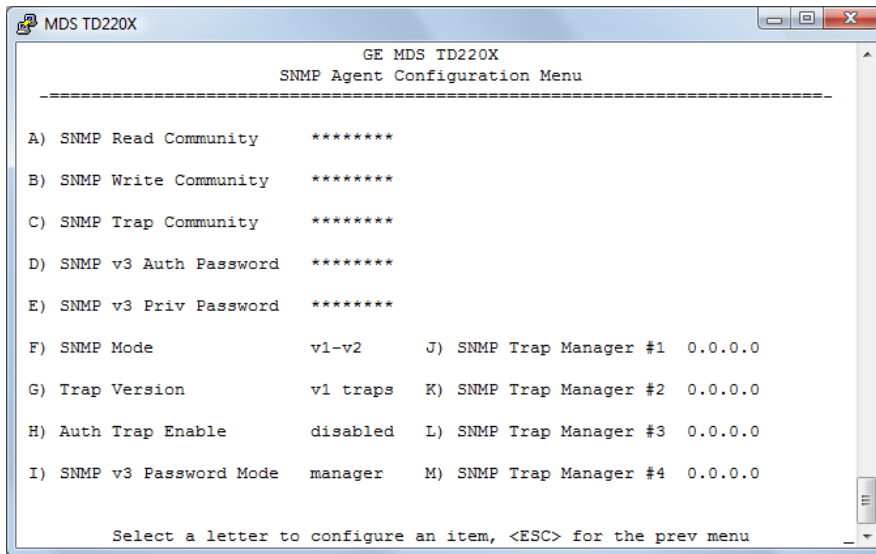 MDS TD220X
GE MDS TD220X
SNMP Agent Configuration Menu
-==========================================================================-
A) SNMP Read Community ********
B) SNMP Write Community ********
C) SNMP Trap Community ********
D) SNMP v3 Auth Password ********
E) SNMP v3 Priv Password ********
F) SNMP Mode v1-v2 J) SNMP Trap Manager #1 0.0.0.0
G) Trap Version v1 traps K) SNMP Trap Manager #2 0.0.0.0
H) Auth Trap Enable disabled L) SNMP Trap Manager #3 0.0.0.0
I) SNMP v3 Password Mode manager M) SNMP Trap Manager #4 0.0.0.0
Select a letter to configure an item, <ESC> for the prev menu _